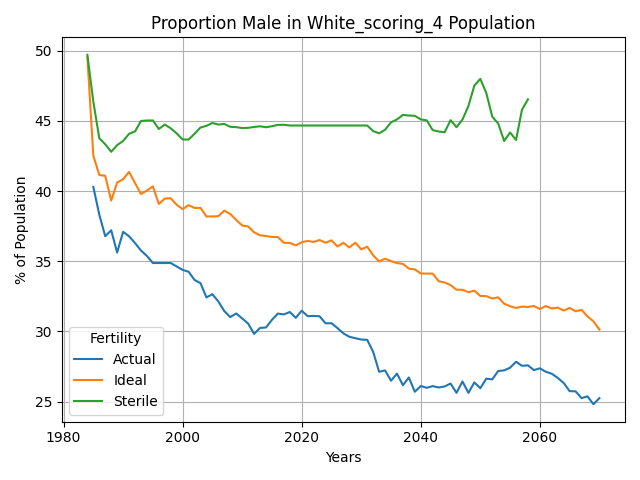 Proportion Male in White_scoring_4 Population
% of Population
50
45
40
35
30
25
Fertility
Actual
Ideal
Sterile
1980
2000
2020
2040
2060
Years